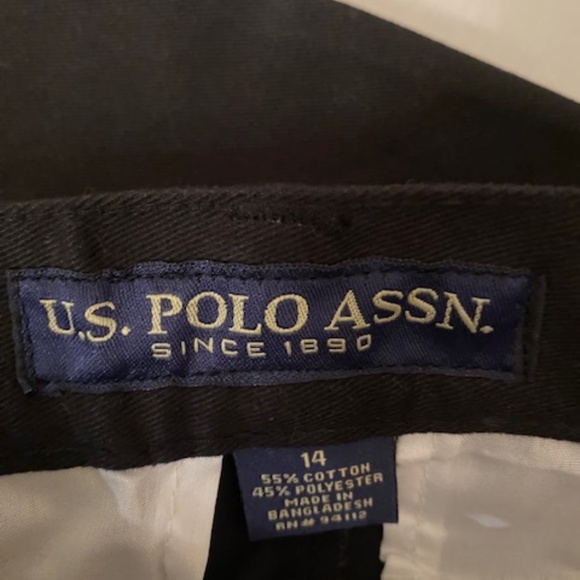 U.S. POLO ASSN.
SINCE 1890
14
55% COTTON
45% POLYESTER
MADE IN
BANGLADESH
RN# 94112